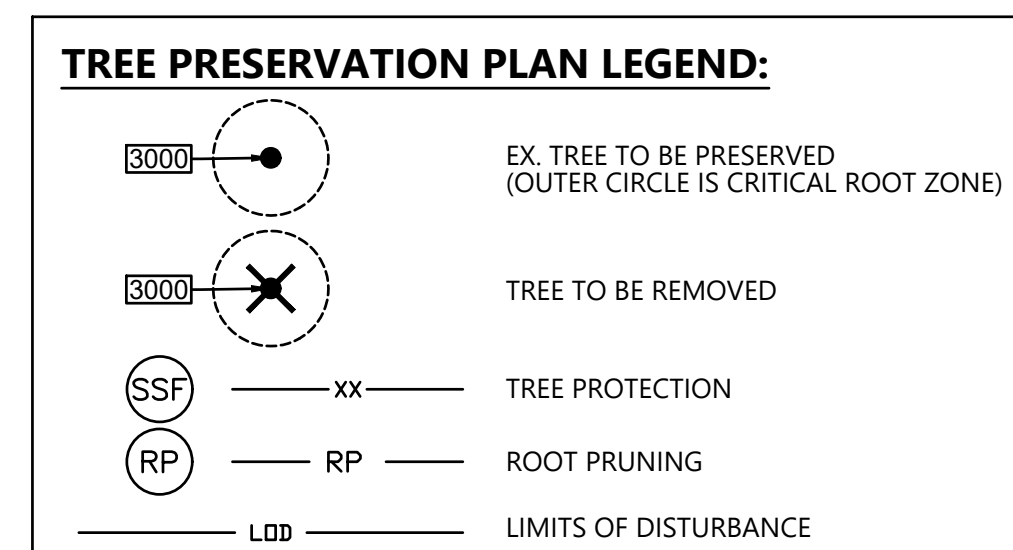 TREE PRESERVATION PLAN LEGEND:
3000 EX. TREE TO BE PRESERVED
(OUTER CIRCLE IS CRITICAL ROOT ZONE)
3000 TREE TO BE REMOVED
SSF XX TREE PROTECTION
RP RP ROOT PRUNING
LOD LIMITS OF DISTURBANCE